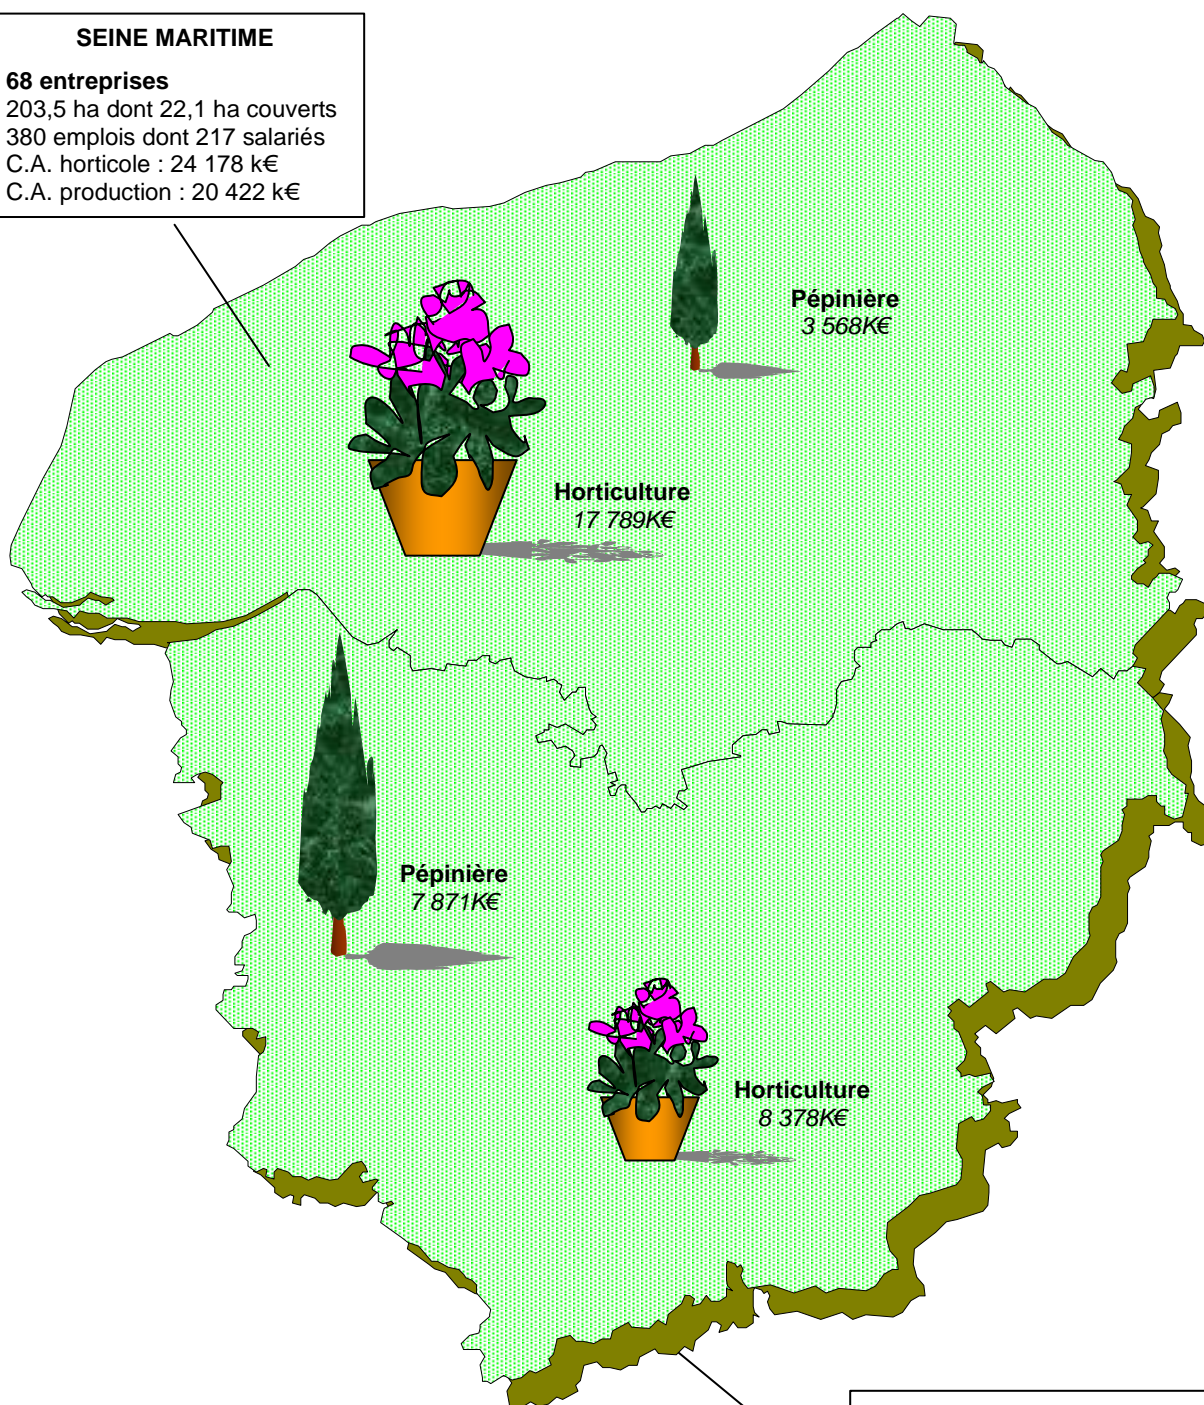 SEINE MARITIME
68 entreprises
203,5 ha dont 22,1 ha couverts
380 emplois dont 217 salariés
C.A. horticole : 24 178 k€
C.A. production : 20 422 k€
Pépinière
3 568K€
Horticulture
17 789K€
Pépinière
7 871K€
Horticulture
8 378K€